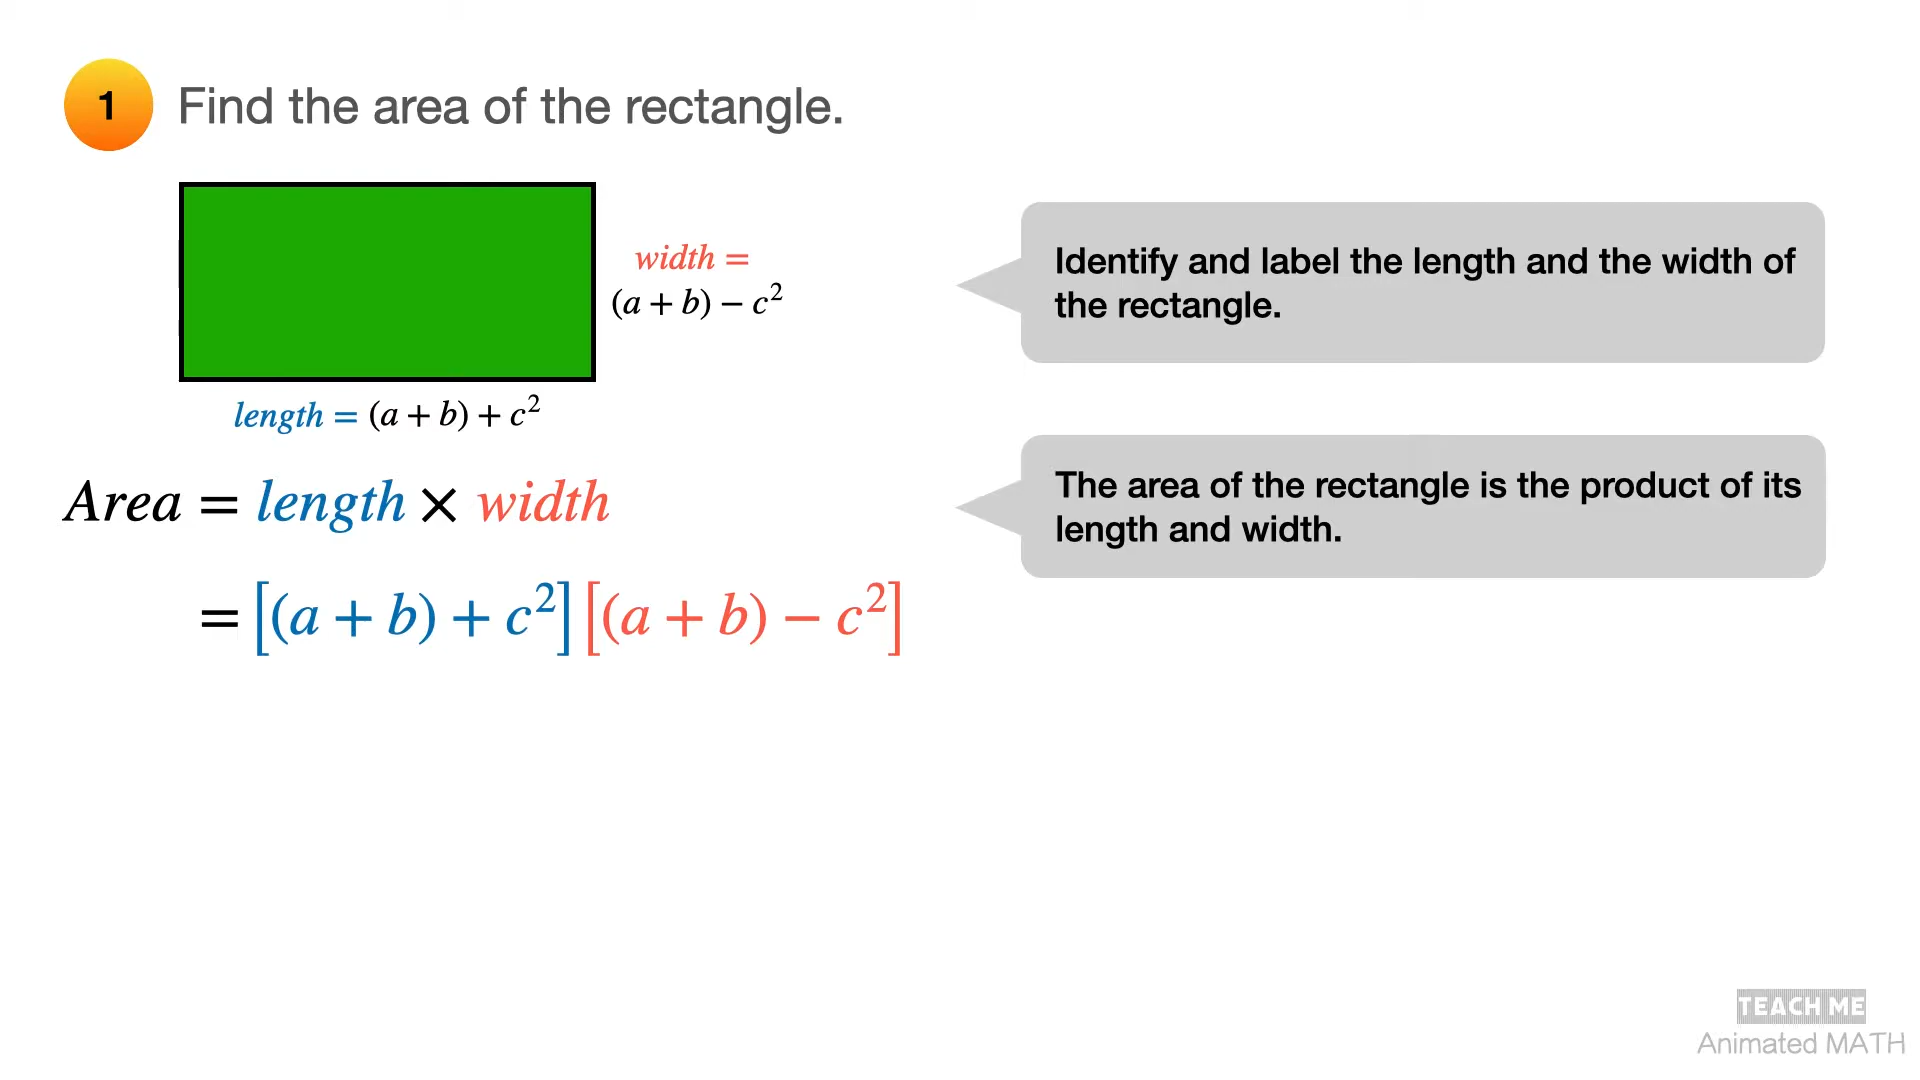 1 Find the area of the rectangle.
width =
(a + b) − c²
length = (a + b) + c²
Identify and label the length and the width of
the rectangle.
Area = length × width
= [(a + b) + c²] [(a + b) − c²]
The area of the rectangle is the product of its
length and width.
TEACH ME
Animated MATH